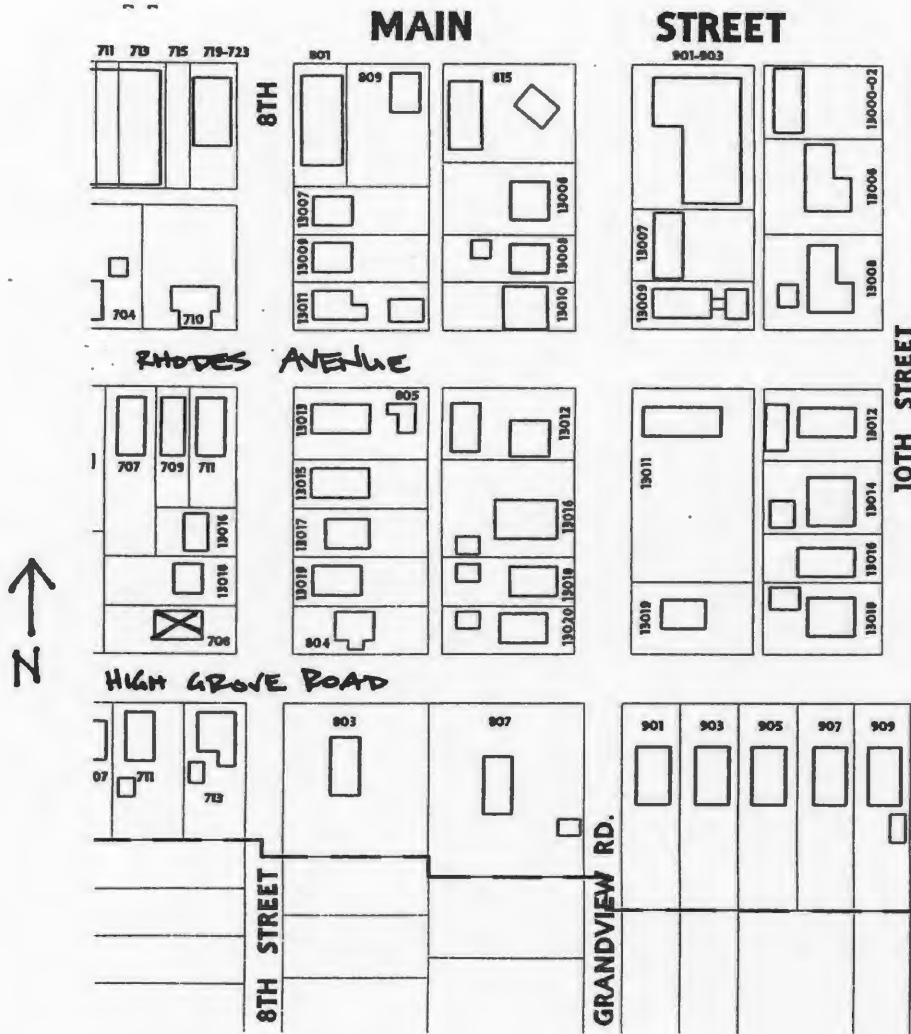 MAIN STREET
711 713 715 719-723 801 809 815 901-903
8TH
13000-02
13007 13006 13006
13009 13008 13007 13008
13011 13010 13009
704 710
RHODES AVENUE
10TH STREET
13013 805 13012 13011 13012
707 709 711
13015 13016 13014
13016 13017 13016
13018 13019 13018 13019 13018
708 804 13020
N
HIGH GROVE ROAD
803 807 901 903 905 907 909
07 711 713
8TH STREET
GRANDVIEW RD.